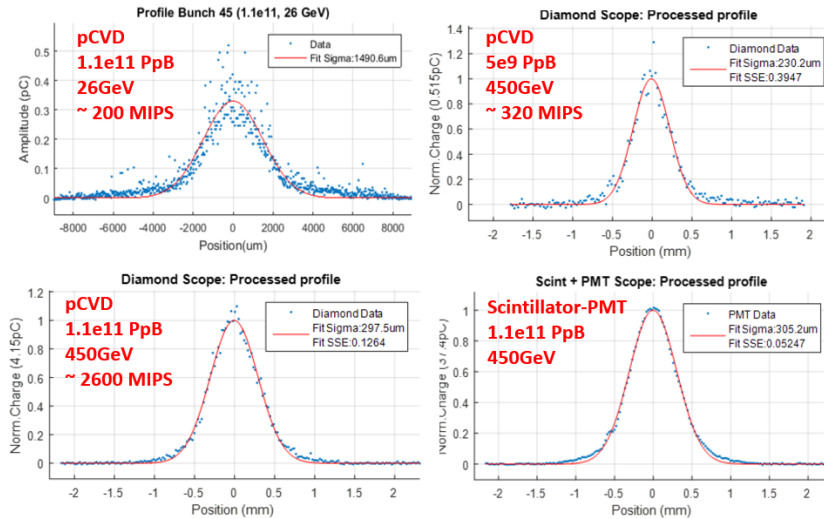 Profile Bunch 45 (1.1e11, 26 GeV)
pCVD
1.1e11 PpB
26GeV
~ 200 MIPS
Data
Fit Sigma:1490.6um
Amplitude (pC)
0.5
0.4
0.3
0.2
0.1
0
-8000 -6000 -4000 -2000 0 2000 4000 6000 8000
Position(um)
Diamond Scope: Processed profile
pCVD
5e9 PpB
450GeV
~ 320 MIPS
Diamond Data
Fit Sigma:230.2um
Fit SSE:0.3947
Norm.Charge (0.515pC)
1.4
1.2
1
0.8
0.6
0.4
0.2
0
-2 -1.5 -1 -0.5 0 0.5 1 1.5 2
Position (mm)
Diamond Scope: Processed profile
pCVD
1.1e11 PpB
450GeV
~ 2600 MIPS
Diamond Data
Fit Sigma:297.5um
Fit SSE:0.1264
Norm.Charge (4.15pC)
1.2
1
0.8
0.6
0.4
0.2
0
-2 -1.5 -1 -0.5 0 0.5 1 1.5 2
Position (mm)
Scint + PMT Scope: Processed profile
Scintillator-PMT
1.1e11 PpB
450GeV
PMT Data
Fit Sigma:305.2um
Fit SSE:0.05247
Norm.Charge
1
0.8
0.6
0.4
0.2
0
-2 -1.5 -1 -0.5 0 0.5 1 1.5 2
Position (mm)